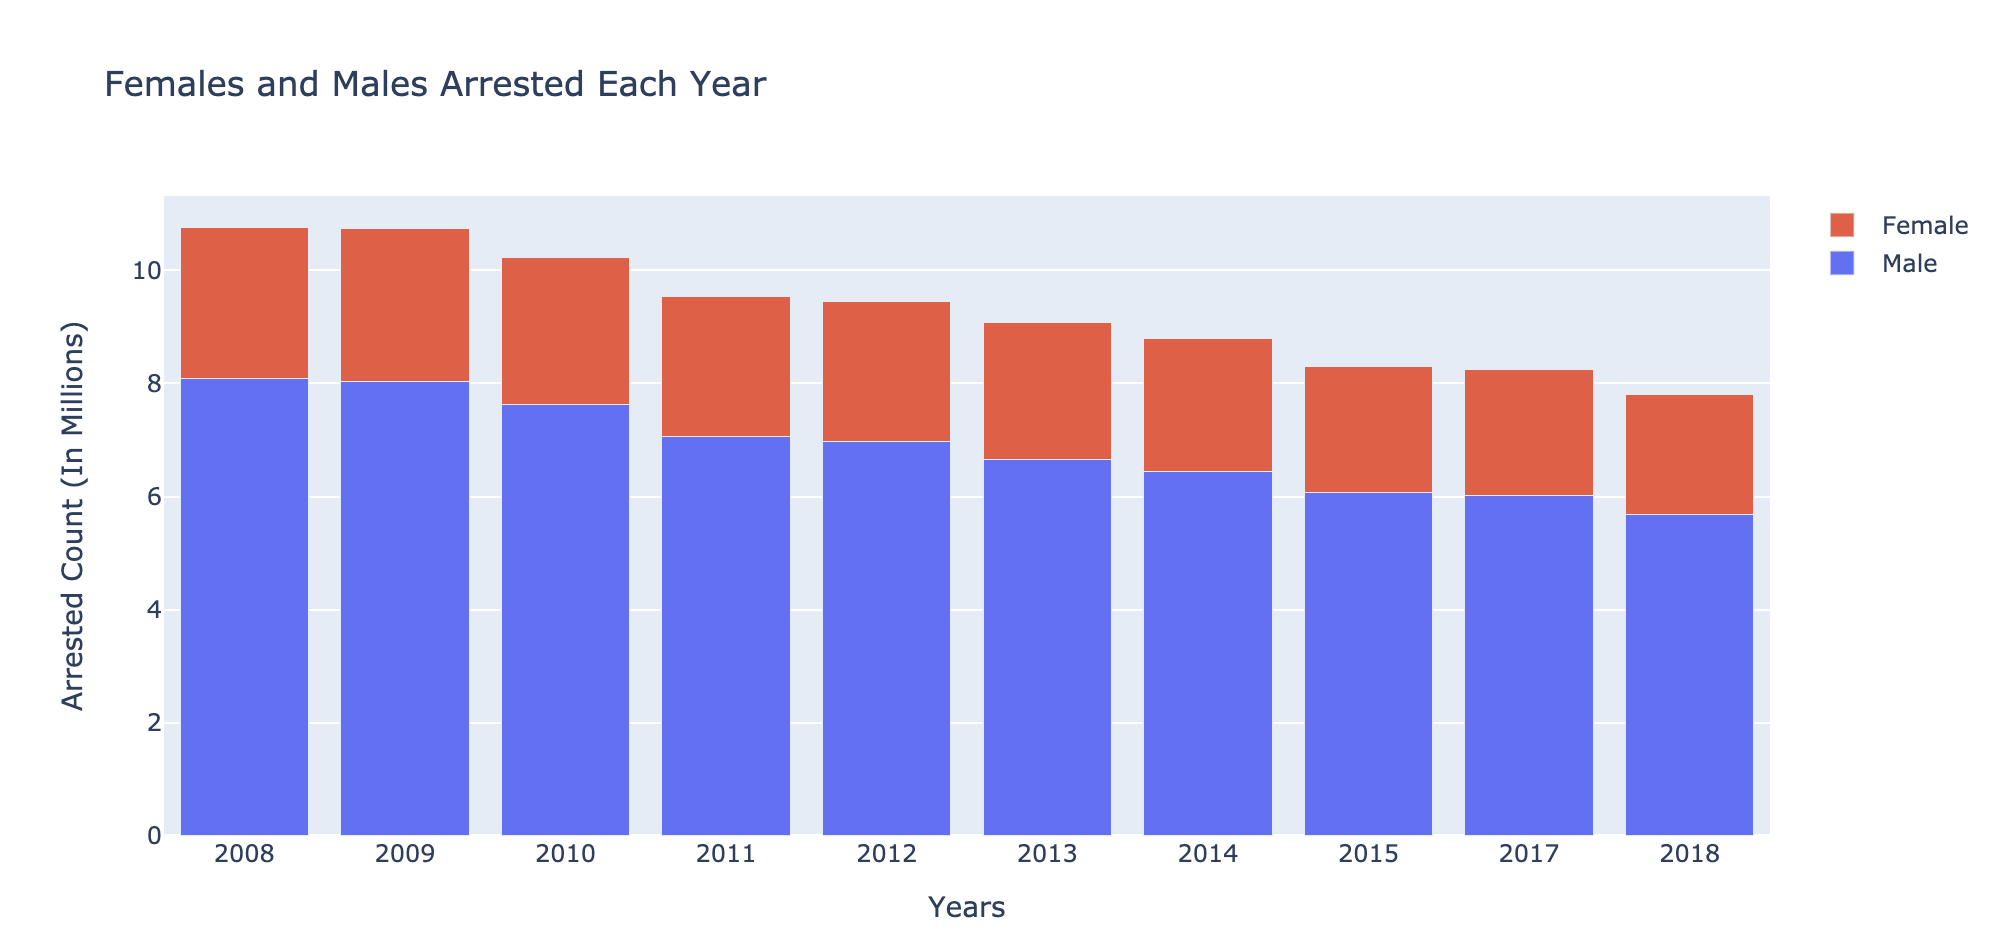 Females and Males Arrested Each Year
Female
Male
Arrested Count (In Millions)
10
8
6
4
2
0
2008 2009 2010 2011 2012 2013 2014 2015 2017 2018
Years